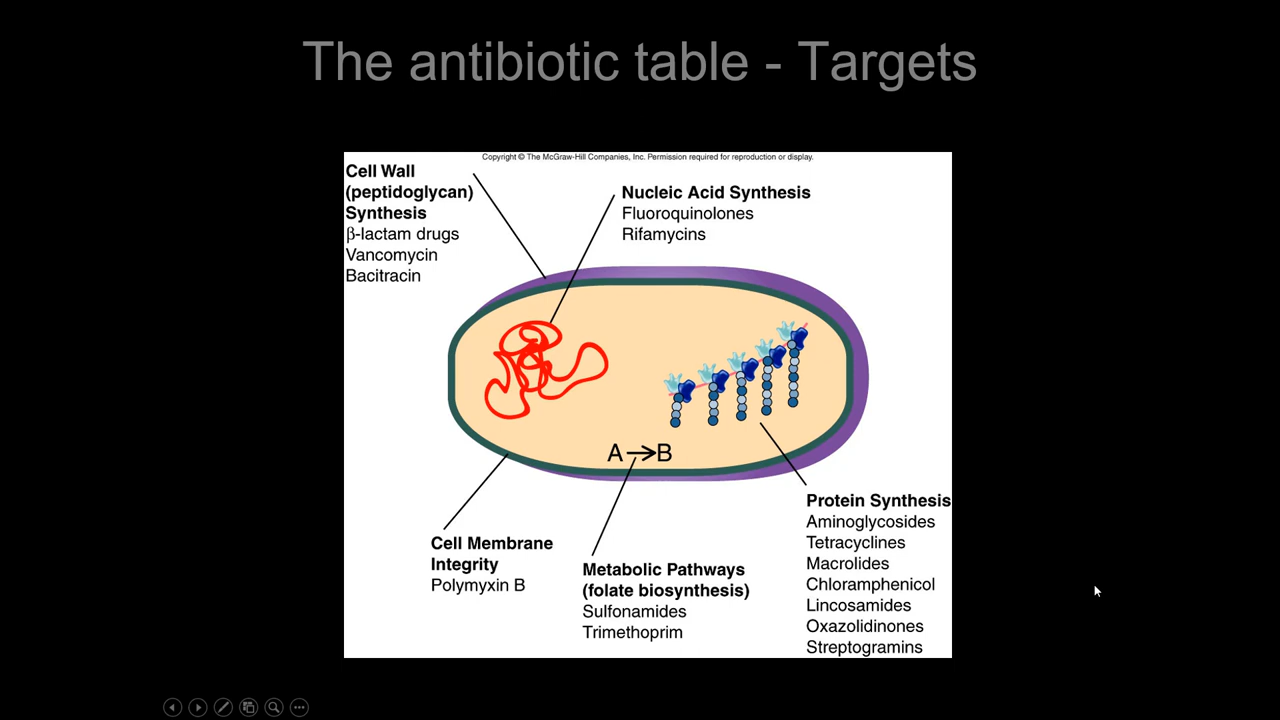 The antibiotic table - Targets
Copyright © The McGraw-Hill Companies, Inc. Permission required for reproduction or display.
Cell Wall
(peptidoglycan)
Synthesis
β-lactam drugs
Vancomycin
Bacitracin
Nucleic Acid Synthesis
Fluoroquinolones
Rifamycins
A→B
Cell Membrane
Integrity
Polymyxin B
Metabolic Pathways
(folate biosynthesis)
Sulfonamides
Trimethoprim
Protein Synthesis
Aminoglycosides
Tetracyclines
Macrolides
Chloramphenicol
Lincosamides
Oxazolidinones
Streptogramins